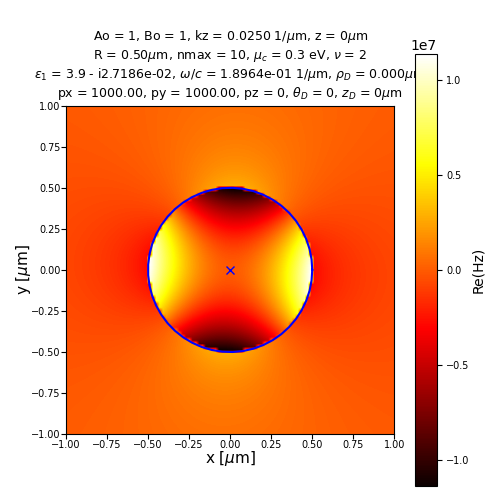 Ao = 1, Bo = 1, kz = 0.0250 1/μm, z = 0μm
R = 0.50μm, nmax = 10, μc = 0.3 eV, ν = 2
ε1 = 3.9 - i2.7186e-02, ω/c = 1.8964e-01 1/μm, ρD = 0.000μ
px = 1000.00, py = 1000.00, pz = 0, θD = 0, zD = 0μm
1e7
1.00
0.75
0.50
0.25
0.00
−0.25
−0.50
−0.75
−1.00
y [μm]
−1.00 −0.75 −0.50 −0.25 0.00 0.25 0.50 0.75 1.00
x [μm]
1.0
0.5
0.0
−0.5
−1.0
Re(Hz)